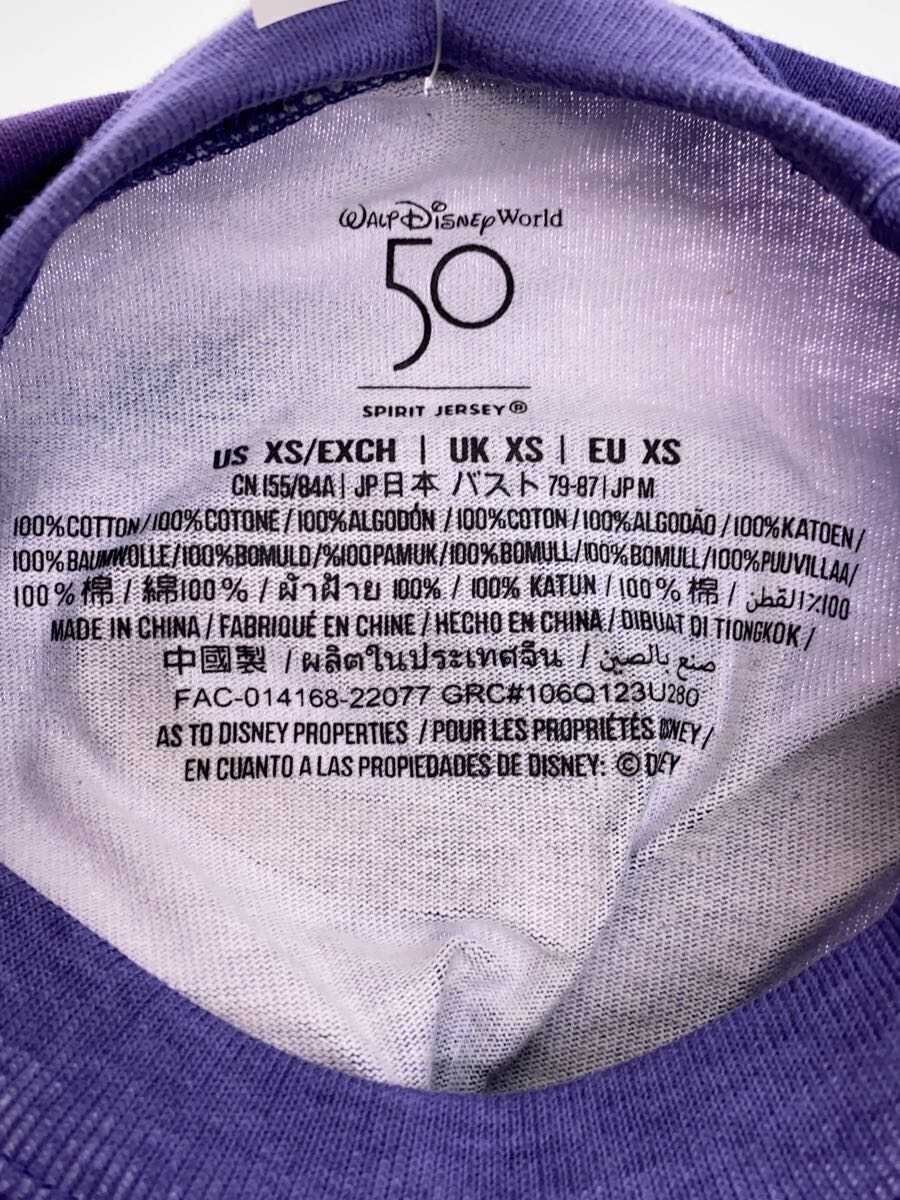 Walt Disney World
50
SPIRIT JERSEY®
US XS/EXCH | UK XS | EU XS
CN 155/84A | JP日本 バスト 79-87 | JP M
100%COTTON/100%COTONE/100%ALGODÓN/100%COTON/100%ALGODÃO/100%KATOEN/
100%BAUMWOLLE/100%BOMULD/%100PAMUK/100%BOMULL/100%BOMULL/100%PUUVILLAA/
100%棉/綿100%/ผ้าฝ้าย 100%/100% KATUN/100%棉/100٪القطن
MADE IN CHINA/FABRIQUÉ EN CHINE/HECHO EN CHINA/DIBUAT DI TIONGKOK/
中國製/ผลิตในประเทศจีน/صنع بالصين
FAC-014168-22077 GRC#106Q123U280
AS TO DISNEY PROPERTIES/POUR LES PROPRIÉTÉS
EN CUANTO A LAS PROPIEDADES DE DISNEY: ©